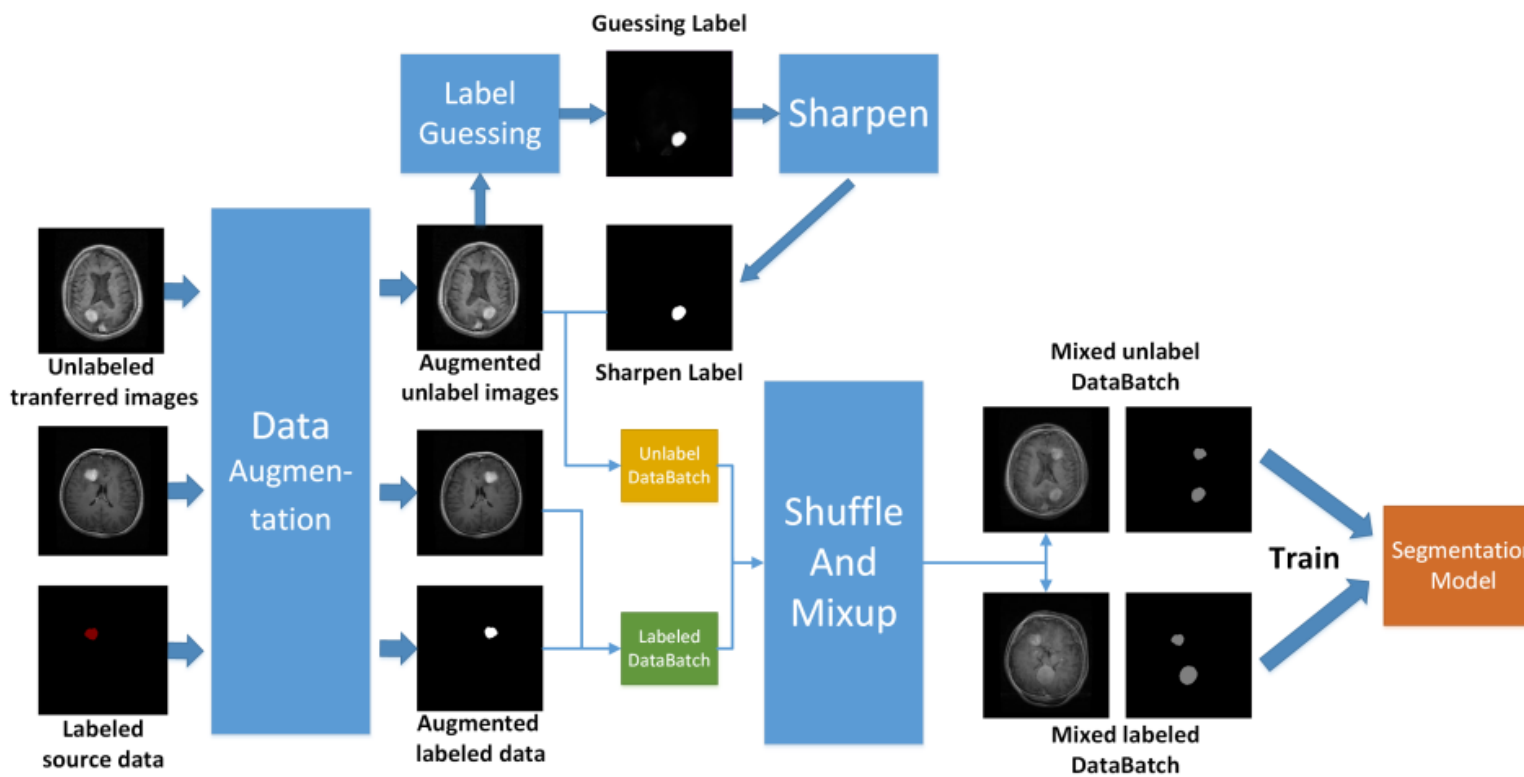 Guessing Label
Label
Guessing
Sharpen
Unlabeled
tranferred images
Data
Augmen-
tation
Augmented
unlabel images
Sharpen Label
Unlabel
DataBatch
Labeled
DataBatch
Labeled
source data
Augmented
labeled data
Shuffle
And
Mixup
Mixed unlabel
DataBatch
Train
Mixed labeled
DataBatch
Segmentation
Model